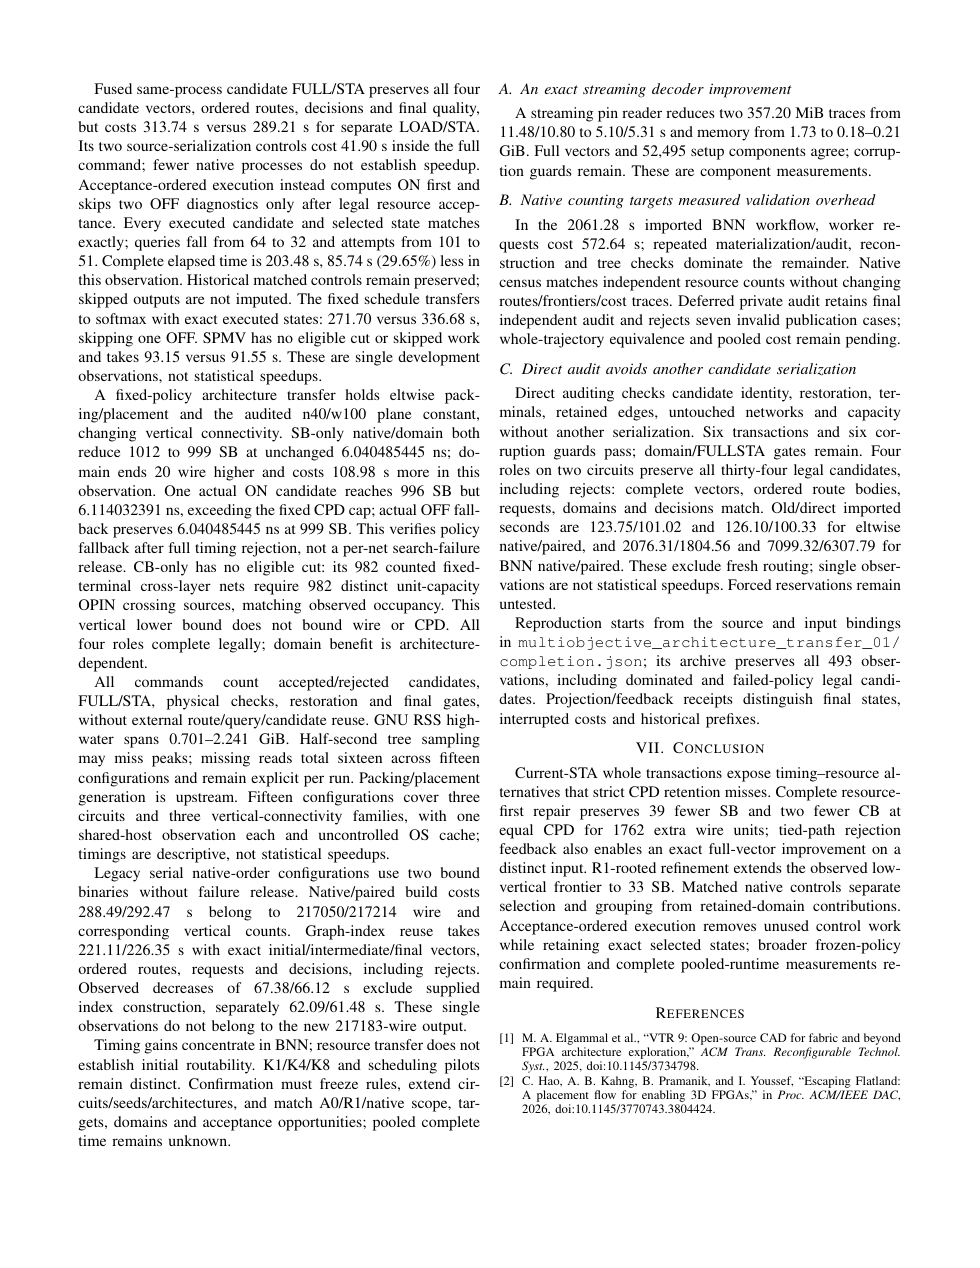 Fused same-process candidate FULL/STA preserves all four
candidate vectors, ordered routes, decisions and final quality,
but costs 313.74 s versus 289.21 s for separate LOAD/STA.
Its two source-serialization controls cost 41.90 s inside the full
command; fewer native processes do not establish speedup.
Acceptance-ordered execution instead computes ON first and
skips two OFF diagnostics only after legal resource accep-
tance. Every executed candidate and selected state matches
exactly; queries fall from 64 to 32 and attempts from 101 to
51. Complete elapsed time is 203.48 s, 85.74 s (29.65%) less in
this observation. Historical matched controls remain preserved;
skipped outputs are not imputed. The fixed schedule transfers
to softmax with exact executed states: 271.70 versus 336.68 s,
skipping one OFF. SPMV has no eligible cut or skipped work
and takes 93.15 versus 91.55 s. These are single development
observations, not statistical speedups.
A fixed-policy architecture transfer holds eltwise pack-
ing/placement and the audited n40/w100 plane constant,
changing vertical connectivity. SB-only native/domain both
reduce 1012 to 999 SB at unchanged 6.040485445 ns; do-
main ends 20 wire higher and costs 108.98 s more in this
observation. One actual ON candidate reaches 996 SB but
6.114032391 ns, exceeding the fixed CPD cap; actual OFF fall-
back preserves 6.040485445 ns at 999 SB. This verifies policy
fallback after full timing rejection, not a per-net search-failure
release. CB-only has no eligible cut: its 982 counted fixed-
terminal cross-layer nets require 982 distinct unit-capacity
OPIN crossing sources, matching observed occupancy. This
vertical lower bound does not bound wire or CPD. All
four roles complete legally; domain benefit is architecture-
dependent.
All commands count accepted/rejected candidates,
FULL/STA, physical checks, restoration and final gates,
without external route/query/candidate reuse. GNU RSS high-
water spans 0.701–2.241 GiB. Half-second tree sampling
may miss peaks; missing reads total sixteen across fifteen
configurations and remain explicit per run. Packing/placement
generation is upstream. Fifteen configurations cover three
circuits and three vertical-connectivity families, with one
shared-host observation each and uncontrolled OS cache;
timings are descriptive, not statistical speedups.
Legacy serial native-order configurations use two bound
binaries without failure release. Native/paired build costs
288.49/292.47 s belong to 217050/217214 wire and
corresponding vertical counts. Graph-index reuse takes
221.11/226.35 s with exact initial/intermediate/final vectors,
ordered routes, requests and decisions, including rejects.
Observed decreases of 67.38/66.12 s exclude supplied
index construction, separately 62.09/61.48 s. These single
observations do not belong to the new 217183-wire output.
Timing gains concentrate in BNN; resource transfer does not
establish initial routability. K1/K4/K8 and scheduling pilots
remain distinct. Confirmation must freeze rules, extend cir-
cuits/seeds/architectures, and match A0/R1/native scope, tar-
gets, domains and acceptance opportunities; pooled complete
time remains unknown.
A. An exact streaming decoder improvement
A streaming pin reader reduces two 357.20 MiB traces from
11.48/10.80 to 5.10/5.31 s and memory from 1.73 to 0.18–0.21
GiB. Full vectors and 52,495 setup components agree; corrup-
tion guards remain. These are component measurements.
B. Native counting targets measured validation overhead
In the 2061.28 s imported BNN workflow, worker re-
quests cost 572.64 s; repeated materialization/audit, recon-
struction and tree checks dominate the remainder. Native
census matches independent resource counts without changing
routes/frontiers/cost traces. Deferred private audit retains final
independent audit and rejects seven invalid publication cases;
whole-trajectory equivalence and pooled cost remain pending.
C. Direct audit avoids another candidate serialization
Direct auditing checks candidate identity, restoration, ter-
minals, retained edges, untouched networks and capacity
without another serialization. Six transactions and six cor-
ruption guards pass; domain/FULLSTA gates remain. Four
roles on two circuits preserve all thirty-four legal candidates,
including rejects: complete vectors, ordered route bodies,
requests, domains and decisions match. Old/direct imported
seconds are 123.75/101.02 and 126.10/100.33 for eltwise
native/paired, and 2076.31/1804.56 and 7099.32/6307.79 for
BNN native/paired. These exclude fresh routing; single obser-
vations are not statistical speedups. Forced reservations remain
untested.
Reproduction starts from the source and input bindings
in multiobjective_architecture_transfer_01/
completion.json; its archive preserves all 493 obser-
vations, including dominated and failed-policy legal candi-
dates. Projection/feedback receipts distinguish final states,
interrupted costs and historical prefixes.
VII. CONCLUSION
Current-STA whole transactions expose timing–resource al-
ternatives that strict CPD retention misses. Complete resource-
first repair preserves 39 fewer SB and two fewer CB at
equal CPD for 1762 extra wire units; tied-path rejection
feedback also enables an exact full-vector improvement on a
distinct input. R1-rooted refinement extends the observed low-
vertical frontier to 33 SB. Matched native controls separate
selection and grouping from retained-domain contributions.
Acceptance-ordered execution removes unused control work
while retaining exact selected states; broader frozen-policy
confirmation and complete pooled-runtime measurements re-
main required.
REFERENCES
[1] M. A. Elgammal et al., “VTR 9: Open-source CAD for fabric and beyond
FPGA architecture exploration,” ACM Trans. Reconfigurable Technol.
Syst., 2025, doi:10.1145/3734798.
[2] C. Hao, A. B. Kahng, B. Pramanik, and I. Youssef, “Escaping Flatland:
A placement flow for enabling 3D FPGAs,” in Proc. ACM/IEEE DAC,
2026, doi:10.1145/3770743.3804424.